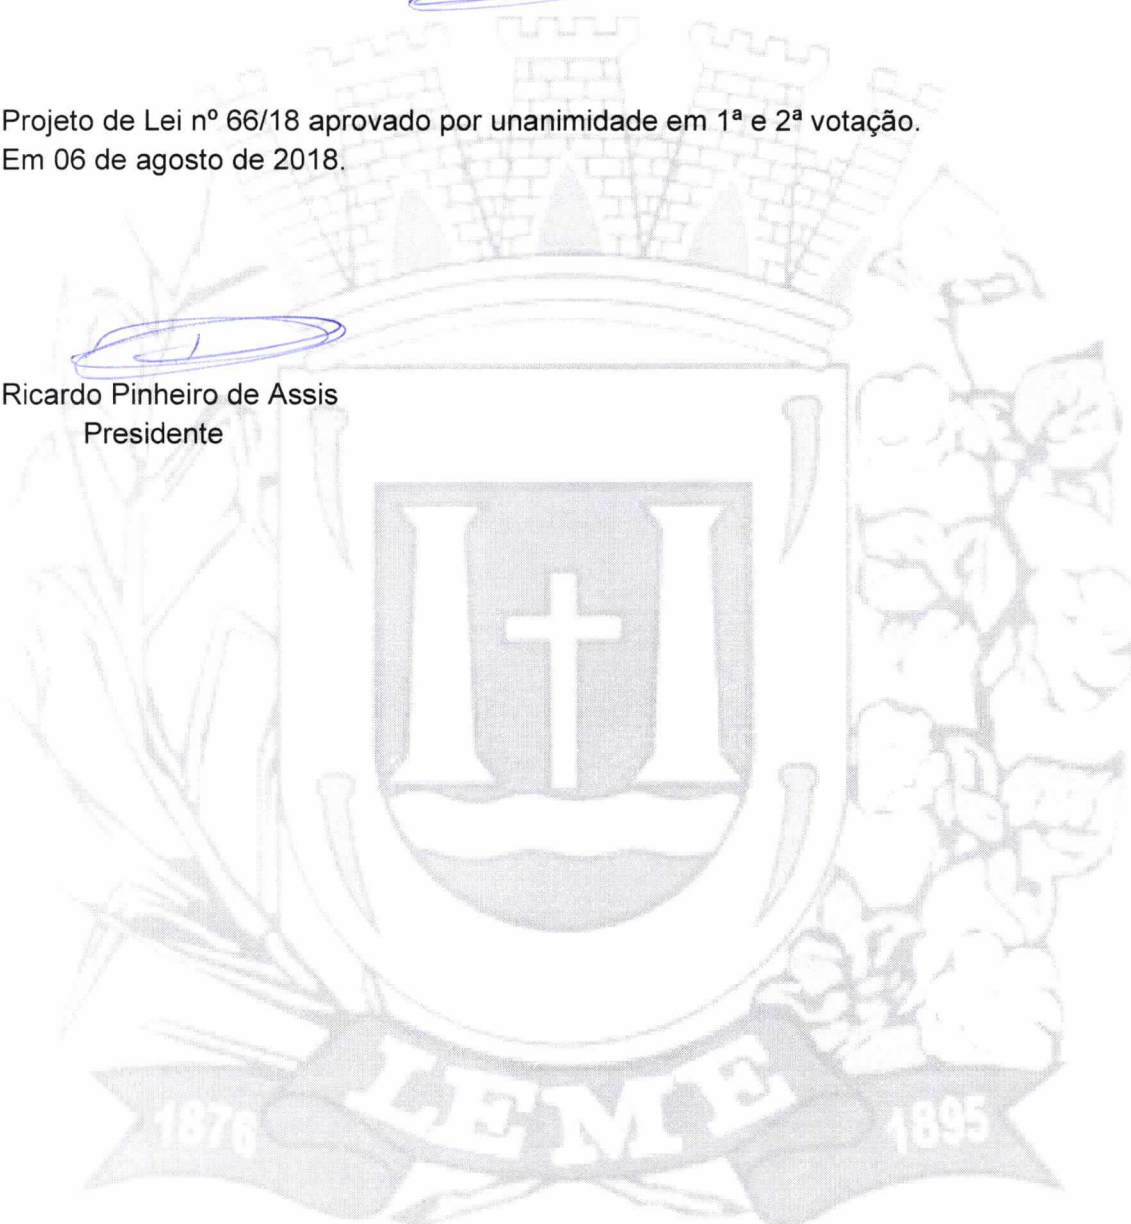 Projeto de Lei nº 66/18 aprovado por unanimidade em 1ª e 2ª votação.
Em 06 de agosto de 2018.
Ricardo Pinheiro de Assis
Presidente
1876
LEME
1895